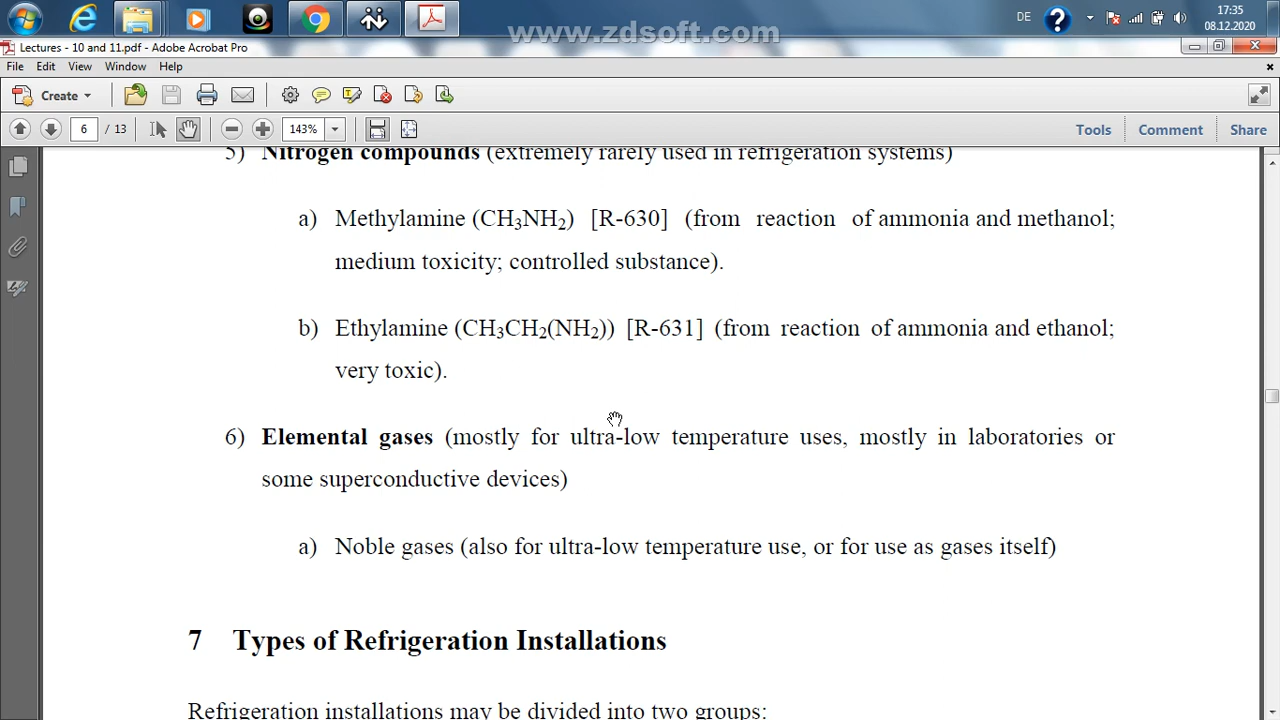 17:35
DE
08.12.2020
www.zdsoft.com
Lectures - 10 and 11.pdf - Adobe Acrobat Pro
File Edit View Window Help
Create
6 / 13 143% Tools Comment Share
5) Nitrogen compounds (extremely rarely used in refrigeration systems)
a) Methylamine (CH₃NH₂) [R-630] (from reaction of ammonia and methanol;
medium toxicity; controlled substance).
b) Ethylamine (CH₃CH₂(NH₂)) [R-631] (from reaction of ammonia and ethanol;
very toxic).
6) Elemental gases (mostly for ultra-low temperature uses, mostly in laboratories or
some superconductive devices)
a) Noble gases (also for ultra-low temperature use, or for use as gases itself)
7 Types of Refrigeration Installations
Refrigeration installations may be divided into two groups: